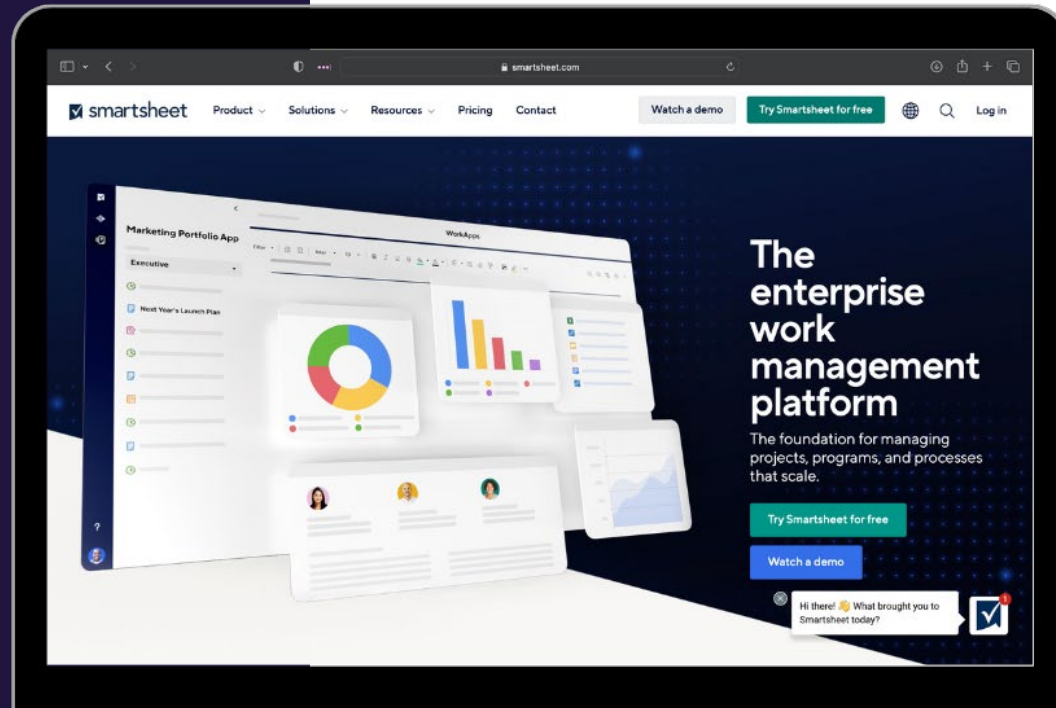 smartsheet.com
smartsheet Product Solutions Resources Pricing Contact Watch a demo Try Smartsheet for free Log in
WorkApps
Marketing Portfolio App
Executive
Next Year's Launch Plan
Filter
?
The
enterprise
work
management
platform
The foundation for managing
projects, programs, and processes
that scale.
Try Smartsheet for free
Watch a demo
Hi there! 👋 What brought you to
Smartsheet today?
1